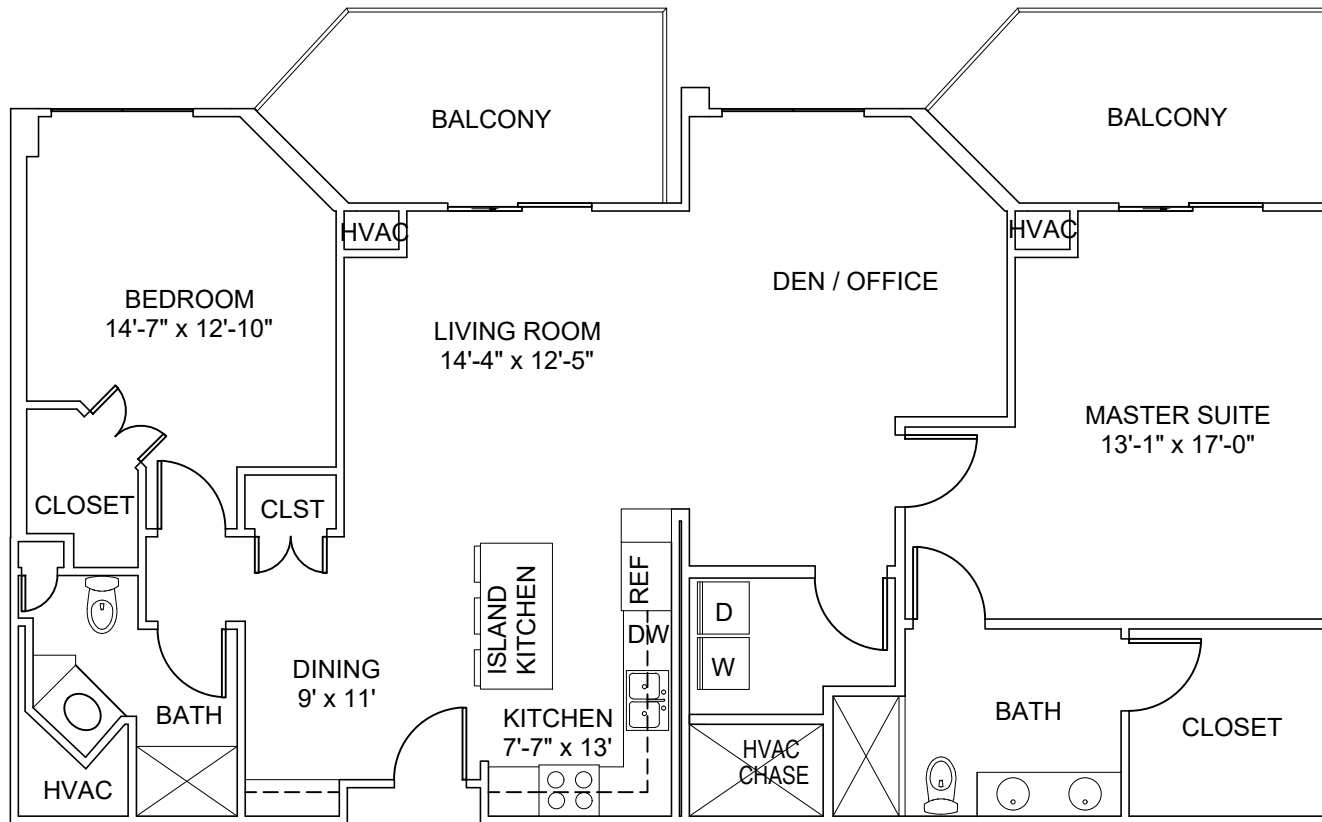 BALCONY
BALCONY
HVAC
HVAC
DEN / OFFICE
BEDROOM
14'-7" x 12'-10"
LIVING ROOM
14'-4" x 12'-5"
MASTER SUITE
13'-1" x 17'-0"
CLOSET
CLST
ISLAND
KITCHEN
REF
DW
D
W
DINING
9' x 11'
BATH
KITCHEN
7'-7" x 13'
BATH
CLOSET
HVAC
HVAC
CHASE